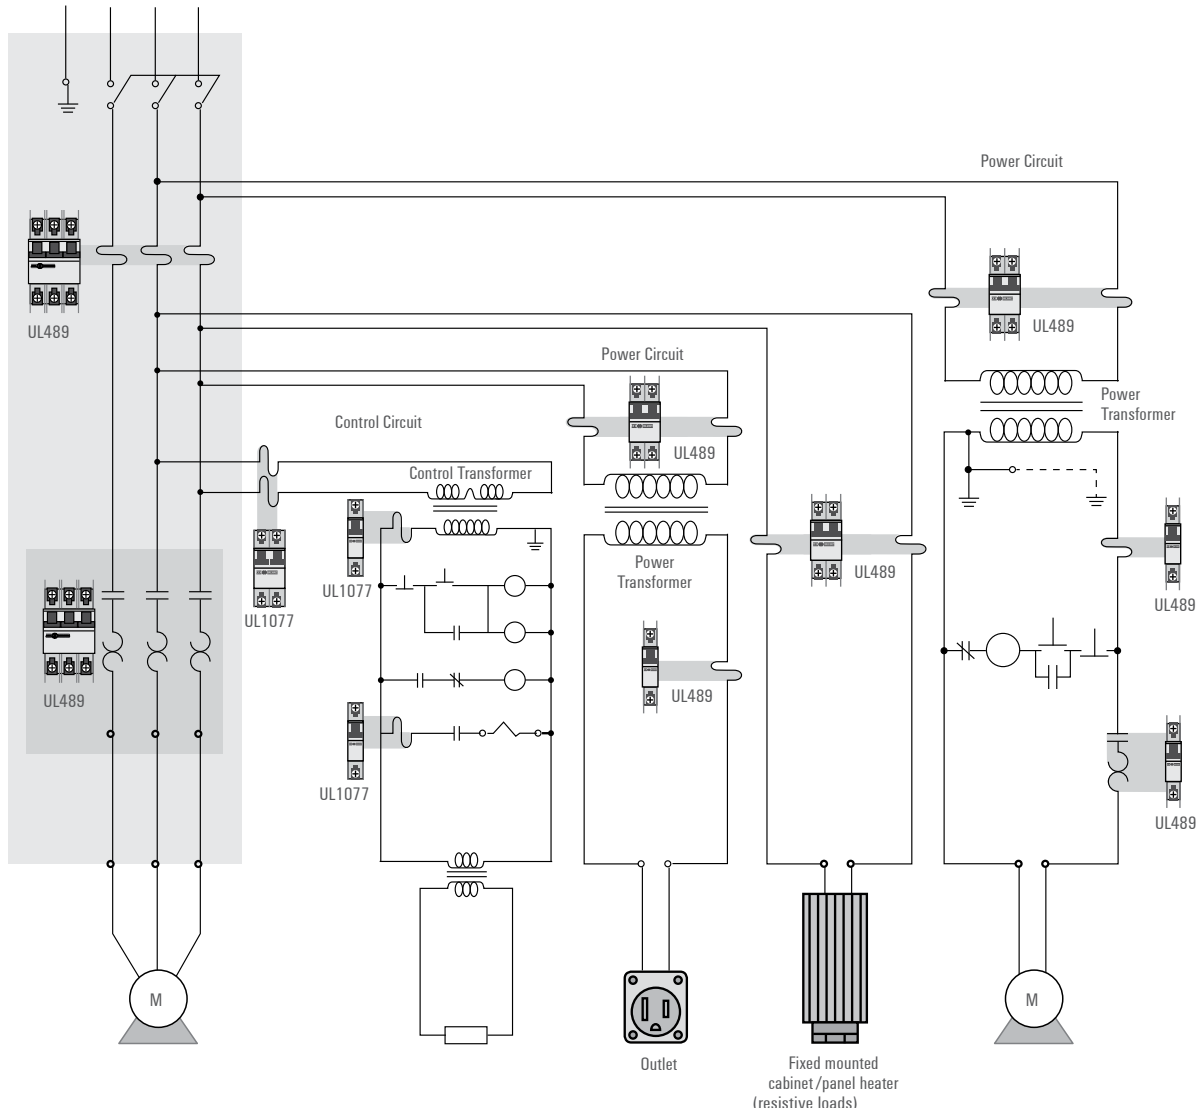 Power Circuit
UL489
UL489
Power Circuit
Power
Transformer
Control Circuit
UL489
Control Transformer
Power
Transformer
UL489
UL1077
UL489
UL1077
UL489
UL489
UL1077
UL489
M
M
Outlet
Fixed mounted
cabinet/panel heater
(resistive loads)